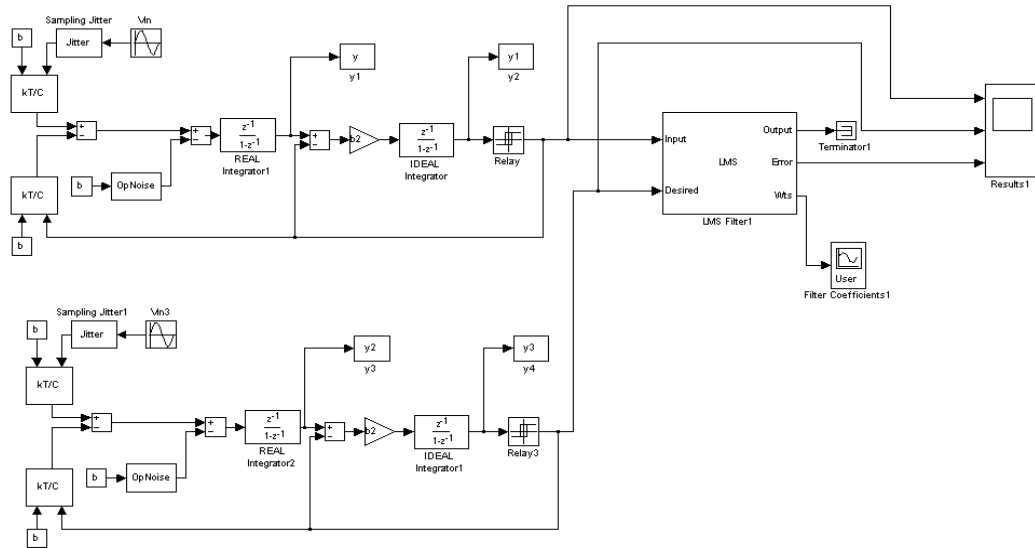 Sampling Jitter
Vin
b
Jitter
kT/C
+
-
b
OpNoise
+
-
z-1
1-z-1
REAL
Integrator1
y
y1
+
-
b2
z-1
1-z-1
IDEAL
Integrator
y1
y2
Relay
kT/C
b
Input
Desired
LMS
Output
Error
Wts
LMS Filter1
Terminator1
Results1
User
Filter Coefficients1
Sampling Jitter1
Vin3
b
Jitter
kT/C
+
-
b
OpNoise
+
-
z-1
1-z-1
REAL
Integrator2
y2
y3
+
-
b2
z-1
1-z-1
IDEAL
Integrator1
y3
y4
Relay3
kT/C
b